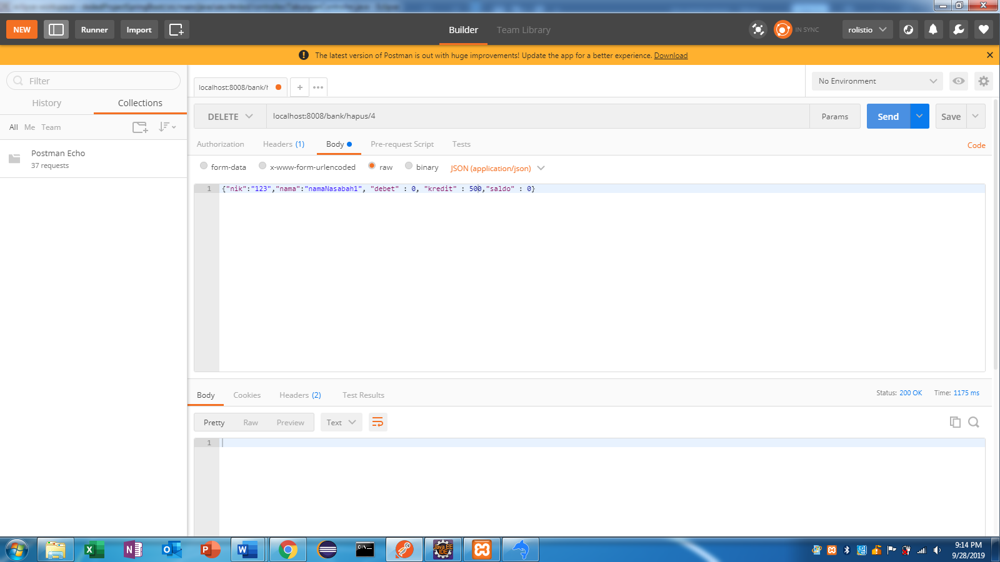 NEW
Runner
Import
Builder
Team Library
IN SYNC
rolistio
The latest version of Postman is out with huge improvements! Update the app for a better experience. Download
Filter
History
Collections
All
Me
Team
Postman Echo
37 requests
localhost:8008/bank/h
No Environment
DELETE
localhost:8008/bank/hapus/4
Params
Send
Save
Authorization
Headers (1)
Body
Pre-request Script
Tests
Code
form-data
x-www-form-urlencoded
raw
binary
JSON (application/json)
1
{"nik":"123","nama":"namaNasabah1", "debet" : 0, "kredit" : 500,"saldo" : 0}
Body
Cookies
Headers (2)
Test Results
Status: 200 OK
Time: 1175 ms
Pretty
Raw
Preview
Text
1
Java EE
IDE
9:14 PM
9/28/2019